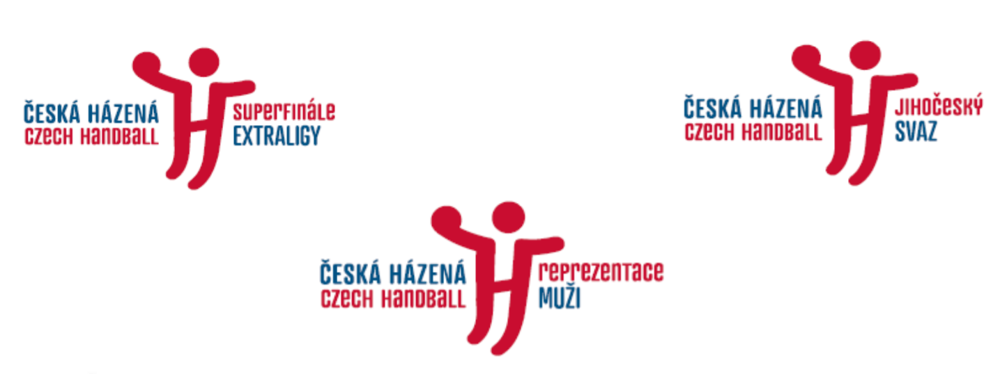 ČESKÁ HÁZENÁ
CZECH HANDBALL
SUPERFINÁLE
EXTRALIGY
ČESKÁ HÁZENÁ
CZECH HANDBALL
JIHOČESKÝ
SVAZ
ČESKÁ HÁZENÁ
CZECH HANDBALL
REPREZENTACE
MUŽI